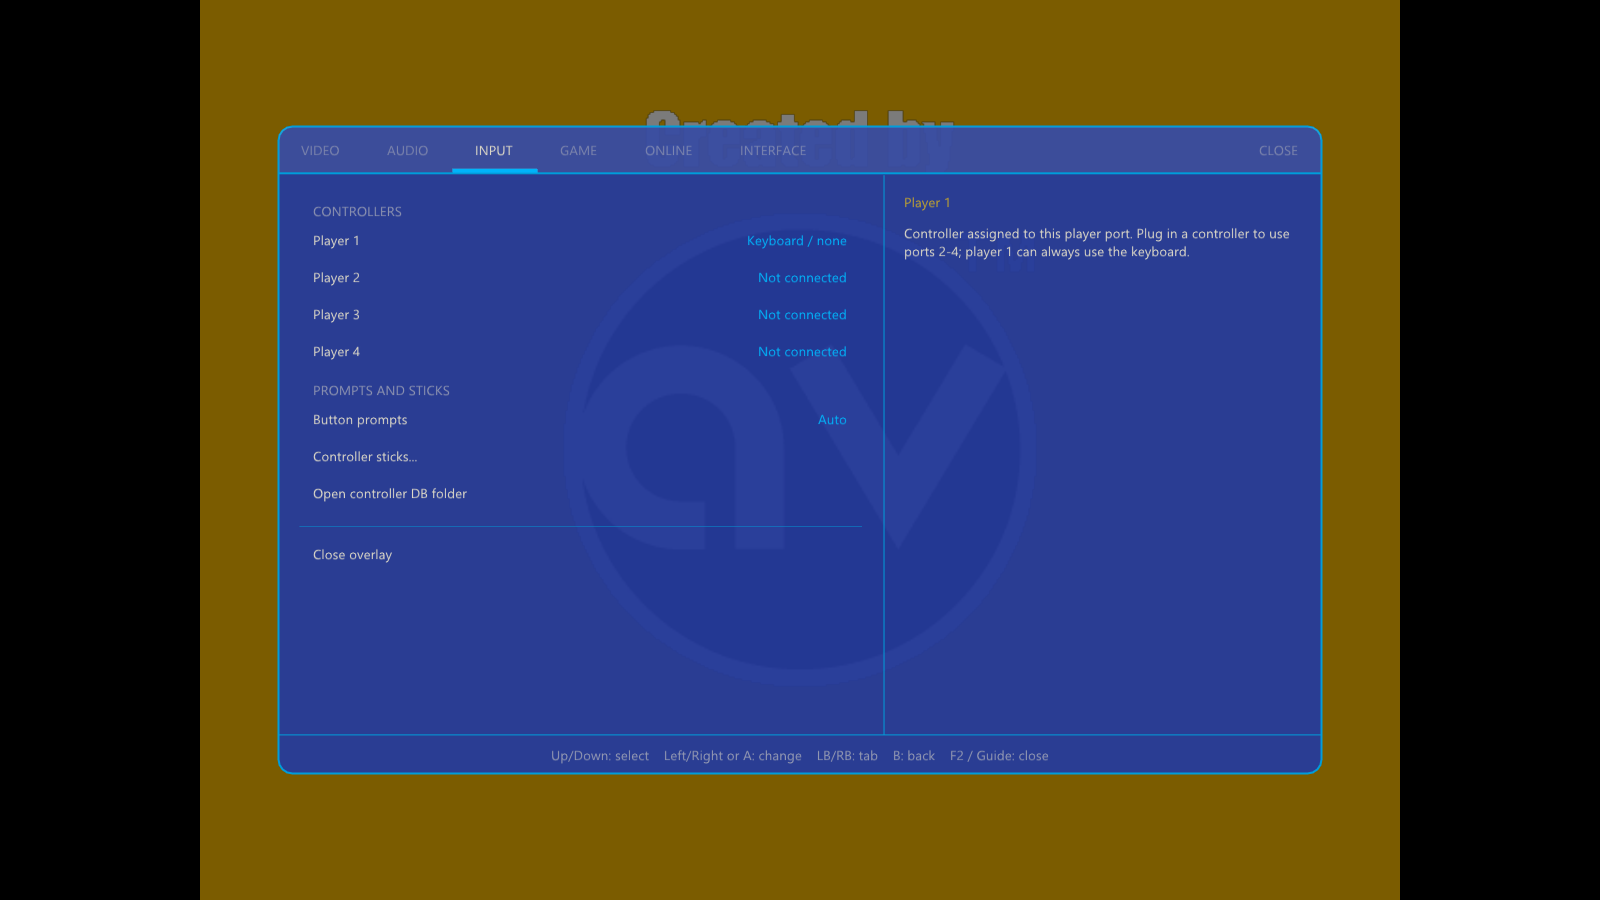 Created by
VIDEO AUDIO INPUT GAME ONLINE INTERFACE CLOSE
CONTROLLERS
Player 1 Keyboard / none
Player 2 Not connected
Player 3 Not connected
Player 4 Not connected
PROMPTS AND STICKS
Button prompts Auto
Controller sticks...
Open controller DB folder
Close overlay
Player 1
Controller assigned to this player port. Plug in a controller to use
ports 2-4; player 1 can always use the keyboard.
av
Up/Down: select Left/Right or A: change LB/RB: tab B: back F2 / Guide: close